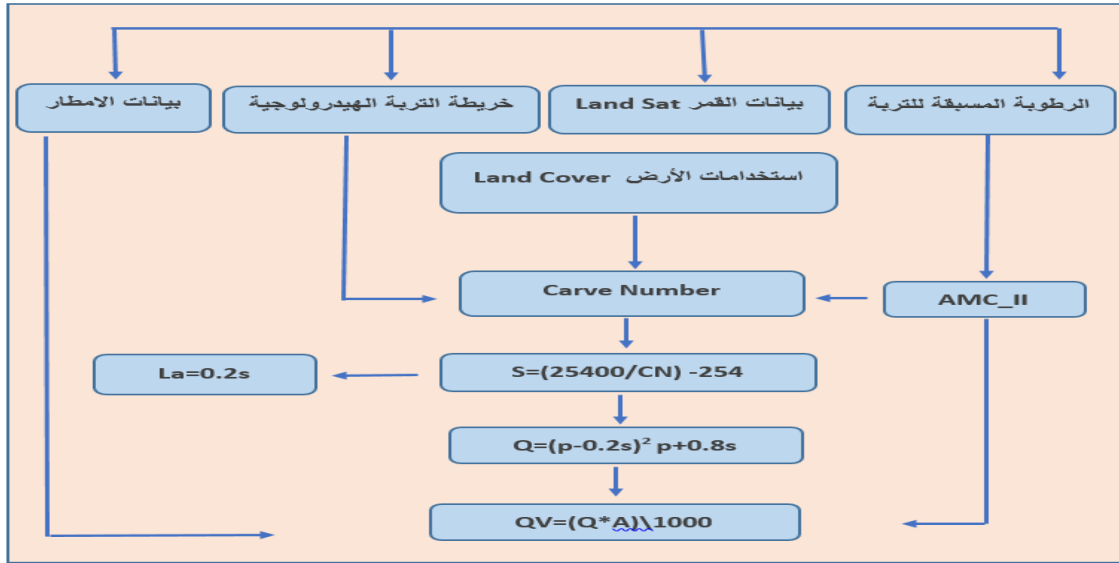 الرطوبة المسبقة للتربة
بيانات القمر Land Sat
خريطة التربة الهيدرولوجية
بيانات الامطار
استخدامات الأرض Land Cover
Carve Number
AMC_II
S=(25400/CN) -254
La=0.2s
Q=(p-0.2s)² p+0.8s
QV=(Q*A)\1000